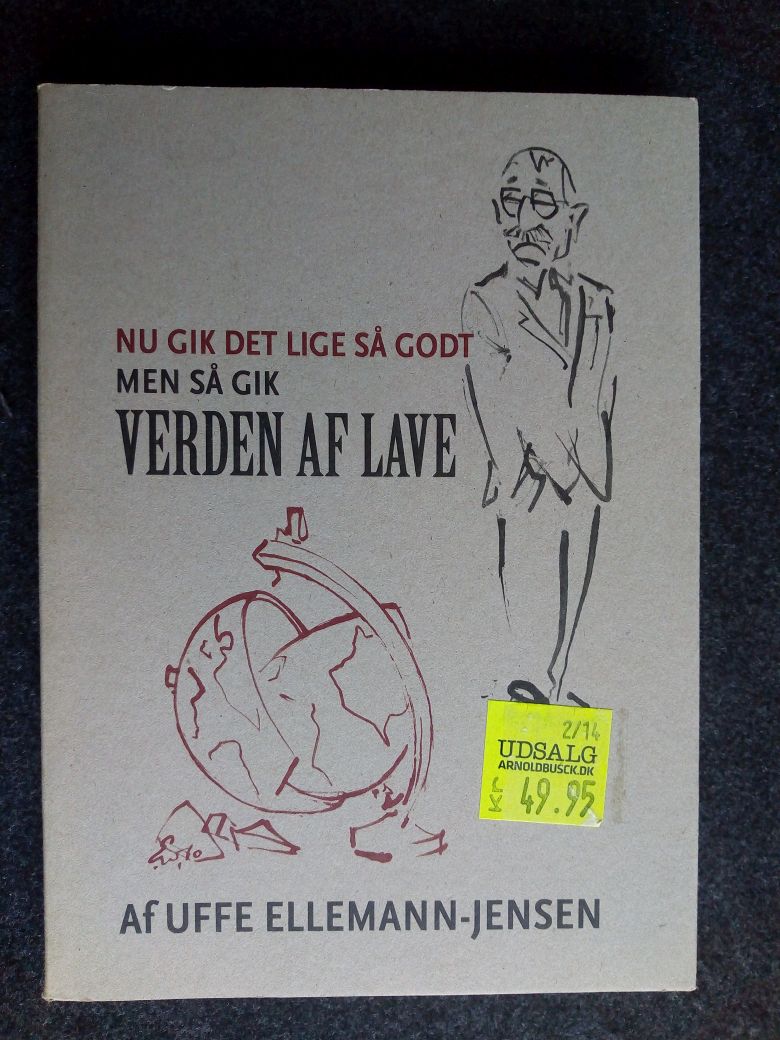 NU GIK DET LIGE SÅ GODT
MEN SÅ GIK
VERDEN AF LAVE
2/14
UDSALG
ARNOLDBUSCK.DK
KR 49.95
Af UFFE ELLEMANN-JENSEN